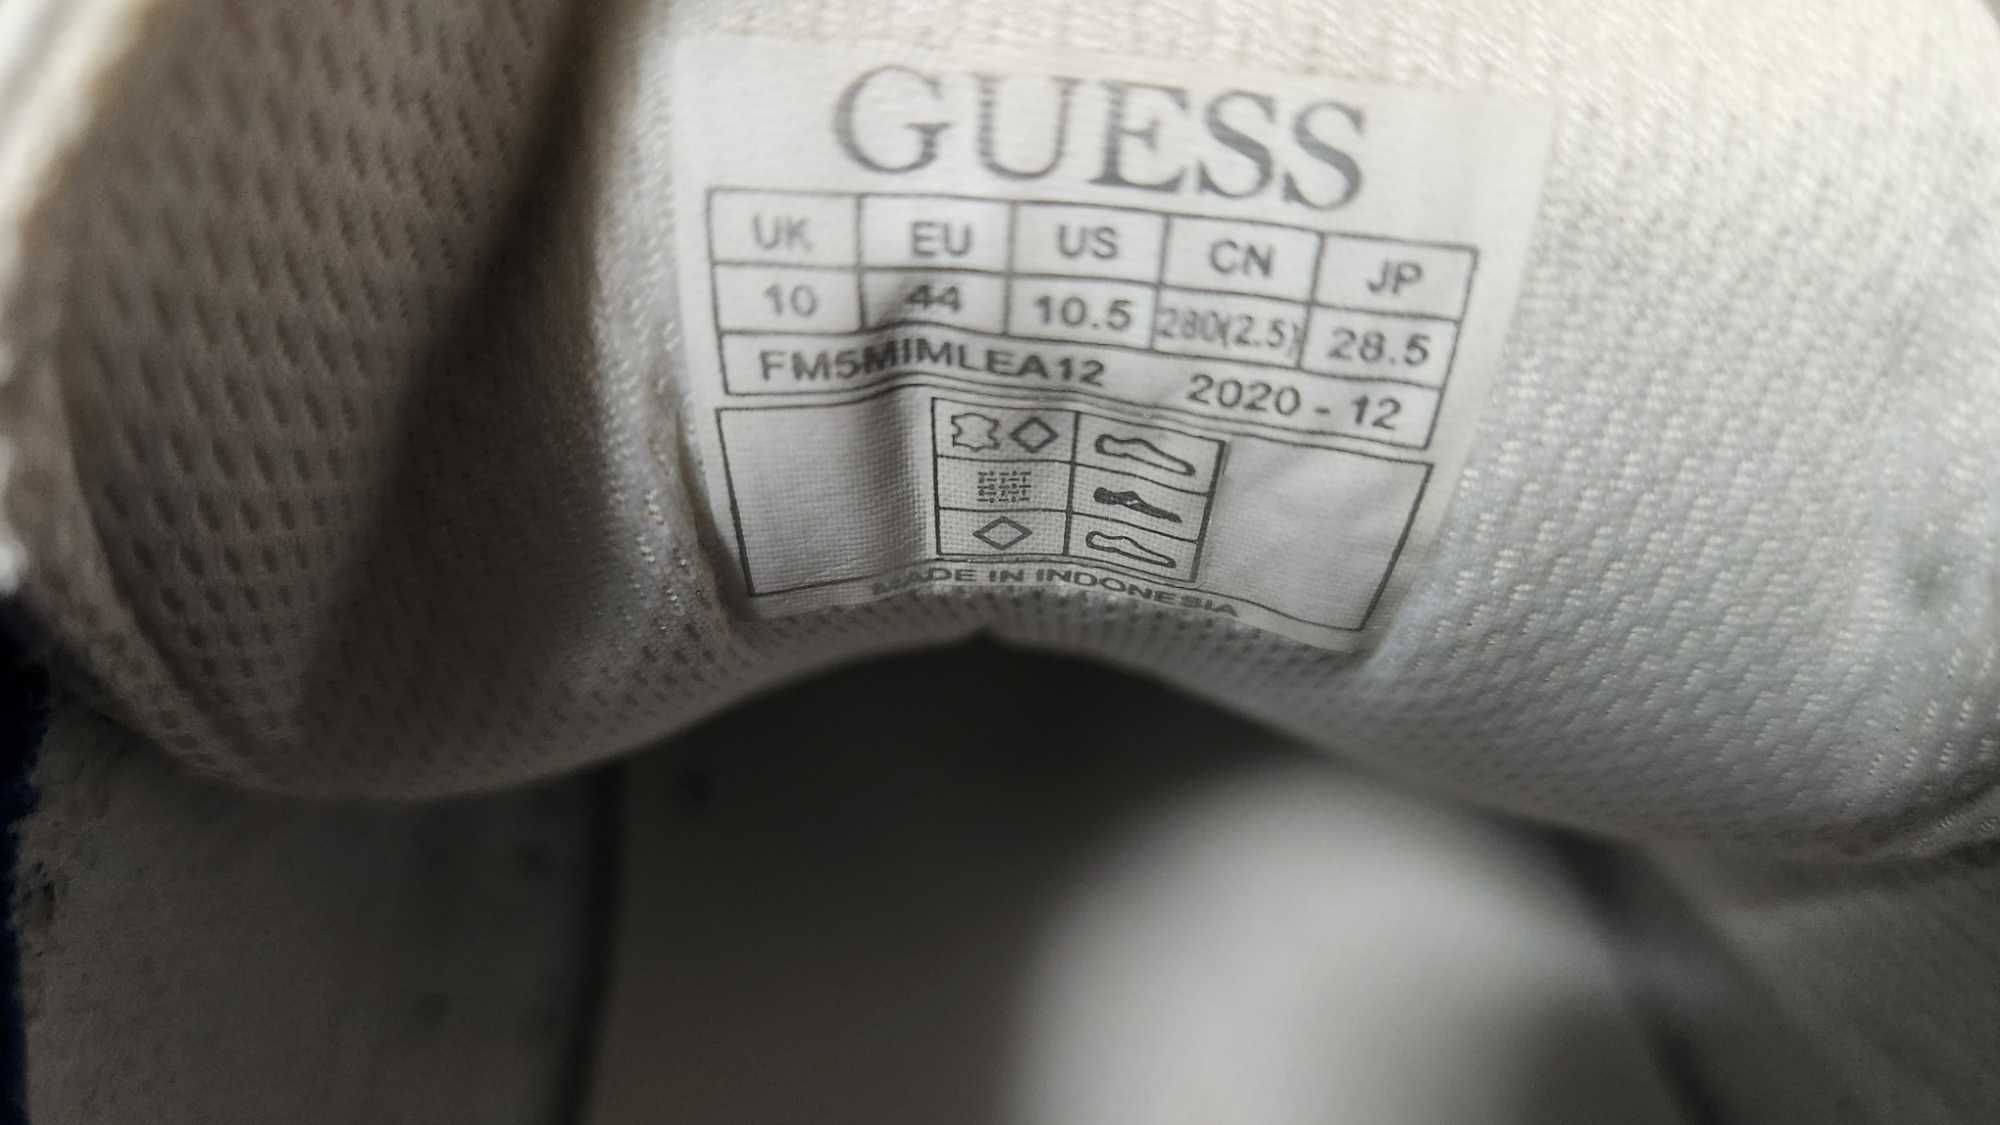 GUESS
UK EU US CN JP
10 44 10.5 280(2.5) 28.5
FM5MIMLEA12 2020 - 12
MADE IN INDONESIA